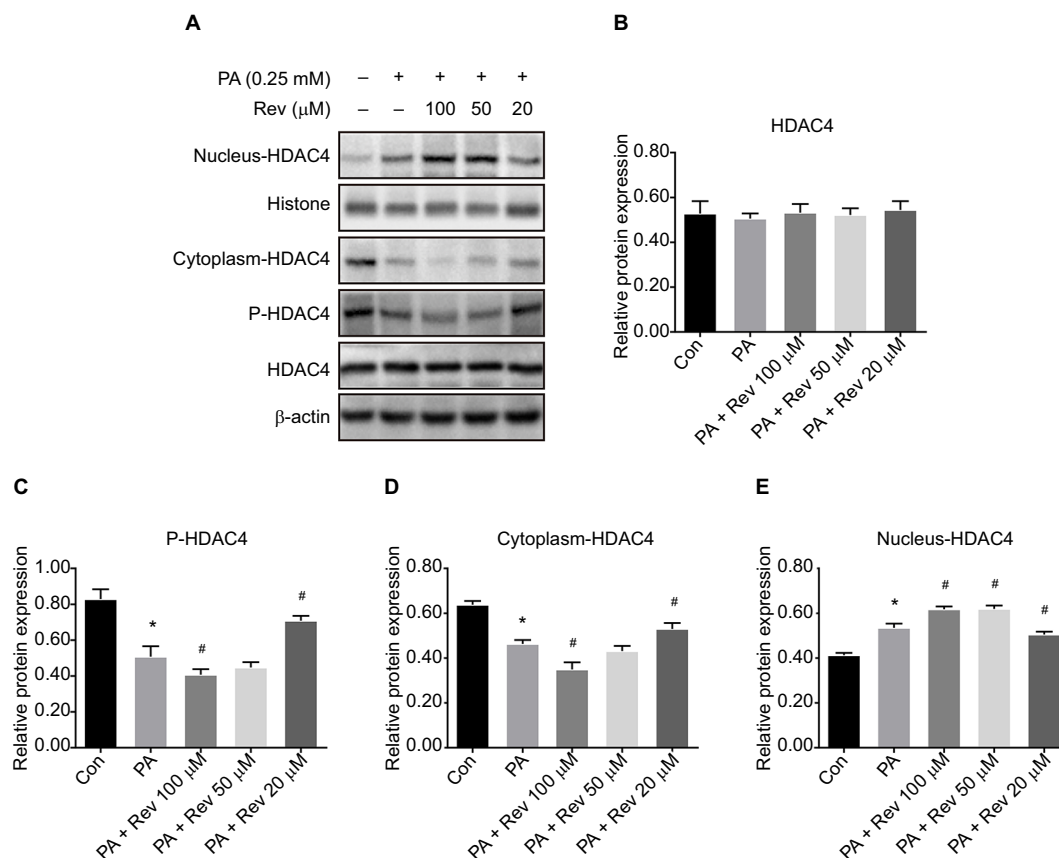 A
PA (0.25 mM) – + + + +
Rev (μM) – – 100 50 20
Nucleus-HDAC4
Histone
Cytoplasm-HDAC4
P-HDAC4
HDAC4
β-actin
B
HDAC4
Relative protein expression
0.80
0.60
0.40
0.20
0.00
Con
PA
PA + Rev 100 μM
PA + Rev 50 μM
PA + Rev 20 μM
C
P-HDAC4
Relative protein expression
1.00
0.80
0.60
0.40
0.20
0.00
*
#
#
Con
PA
PA + Rev 100 μM
PA + Rev 50 μM
PA + Rev 20 μM
D
Cytoplasm-HDAC4
Relative protein expression
0.80
0.60
0.40
0.20
0.00
*
#
#
Con
PA
PA + Rev 100 μM
PA + Rev 50 μM
PA + Rev 20 μM
E
Nucleus-HDAC4
Relative protein expression
0.80
0.60
0.40
0.20
0.00
*
#
#
#
Con
PA
PA + Rev 100 μM
PA + Rev 50 μM
PA + Rev 20 μM